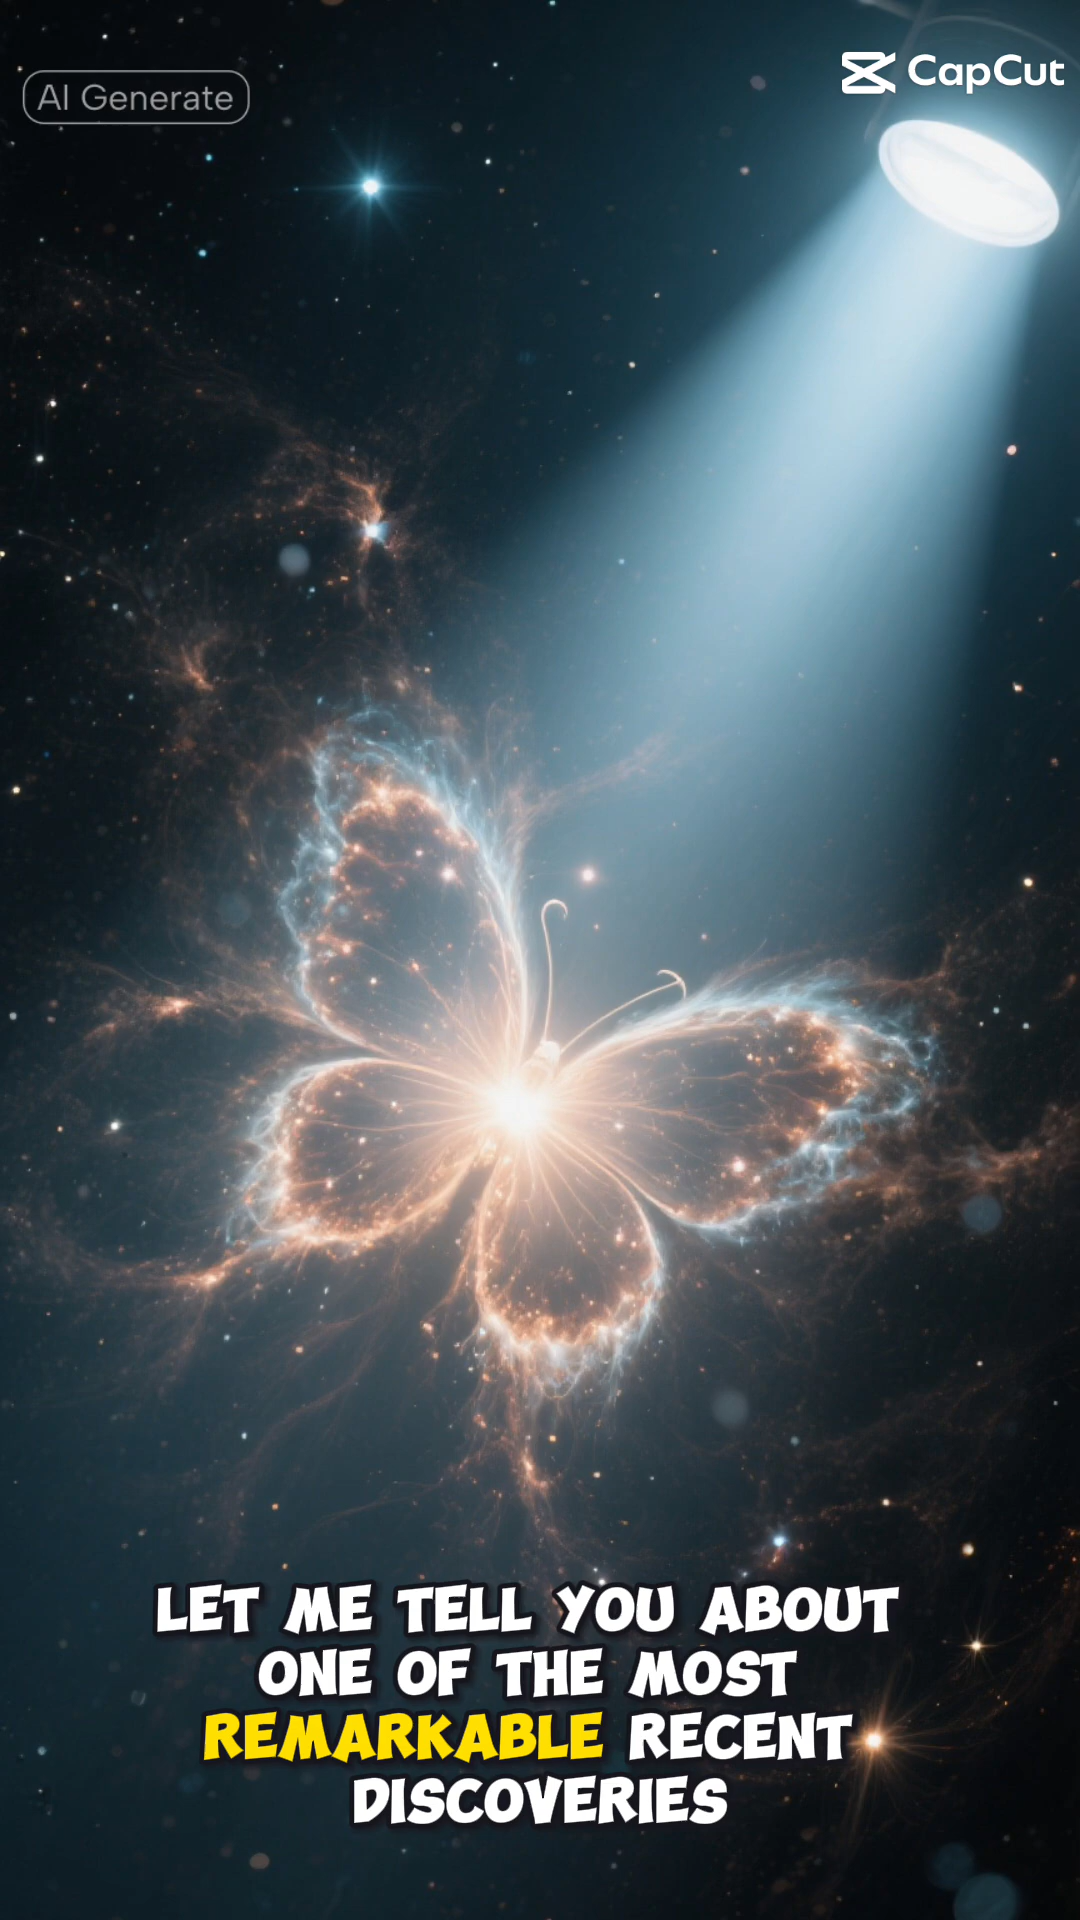 AI Generate
CapCut
LET ME TELL YOU ABOUT
ONE OF THE MOST
REMARKABLE RECENT
DISCOVERIES